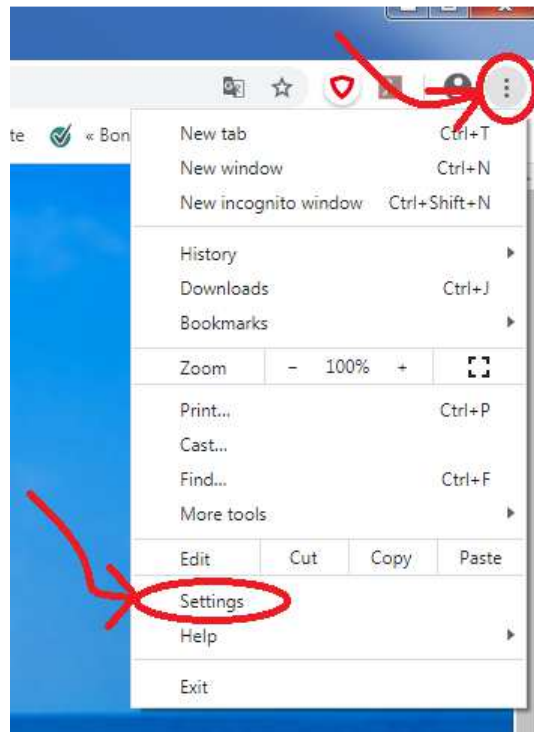 te « Bon
New tab Ctrl+T
New window Ctrl+N
New incognito window Ctrl+Shift+N
History
Downloads Ctrl+J
Bookmarks
Zoom - 100% +
Print... Ctrl+P
Cast...
Find... Ctrl+F
More tools
Edit Cut Copy Paste
Settings
Help
Exit